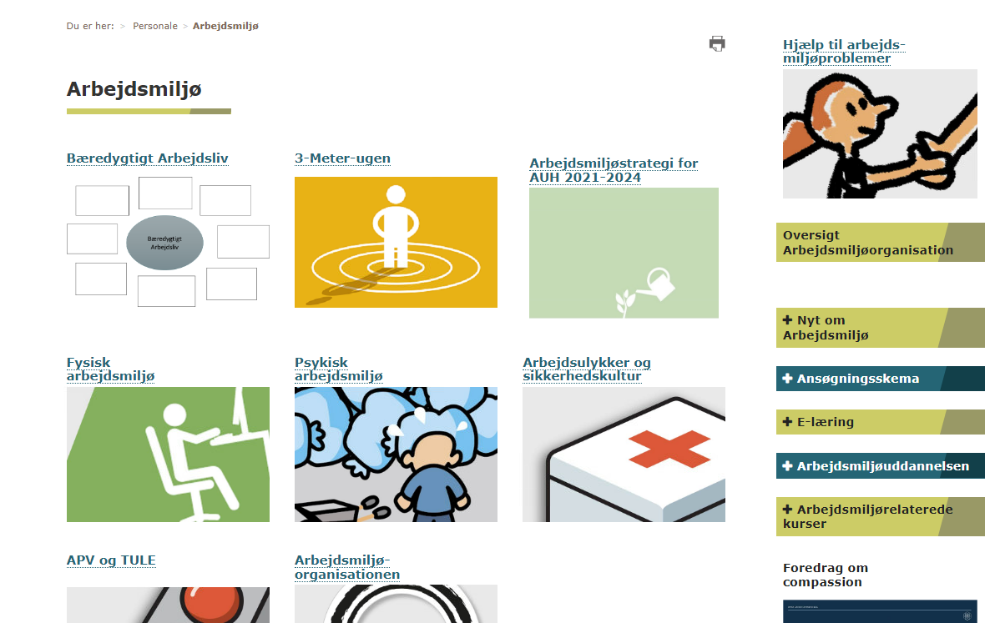 Du er her: > Personale > Arbejdsmiljø
Arbejdsmiljø
Bæredygtigt Arbejdsliv
Bæredygtigt
Arbejdsliv
3-Meter-ugen
Arbejdsmiljøstrategi for
AUH 2021-2024
Fysisk
arbejdsmiljø
Psykisk
arbejdsmiljø
Arbejdsulykker og
sikkerhedskultur
APV og TULE
Arbejdsmiljø-
organisationen
Hjælp til arbejds-
miljøproblemer
Oversigt
Arbejdsmiljøorganisation
Nyt om
Arbejdsmiljø
Ansøgningsskema
E-læring
Arbejdsmiljøuddannelsen
Arbejdsmiljørelaterede
kurser
Foredrag om
compassion